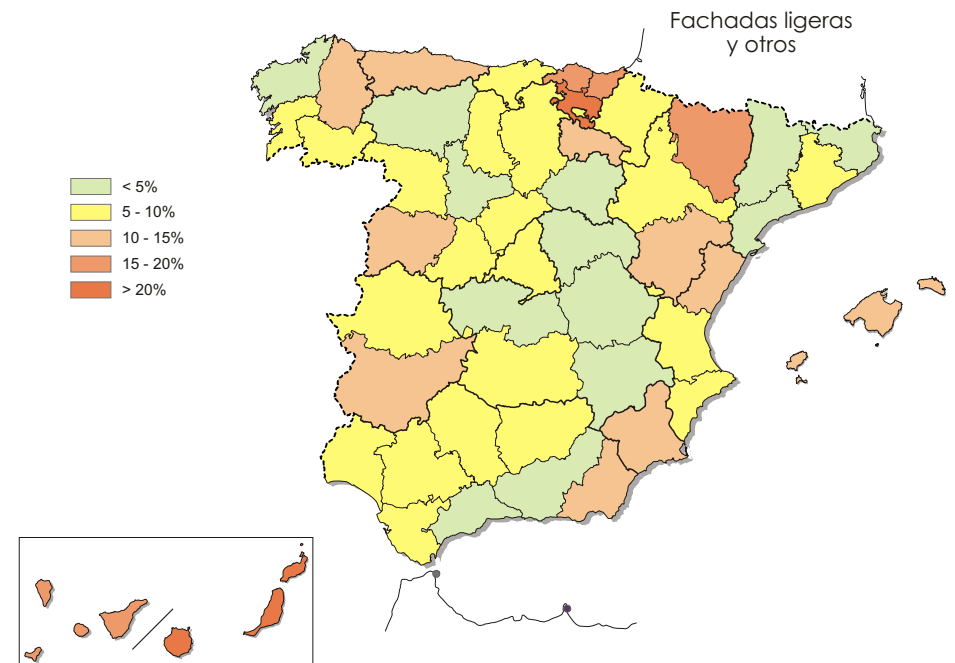 Fachadas ligeras
y otros
< 5%
5 - 10%
10 - 15%
15 - 20%
> 20%